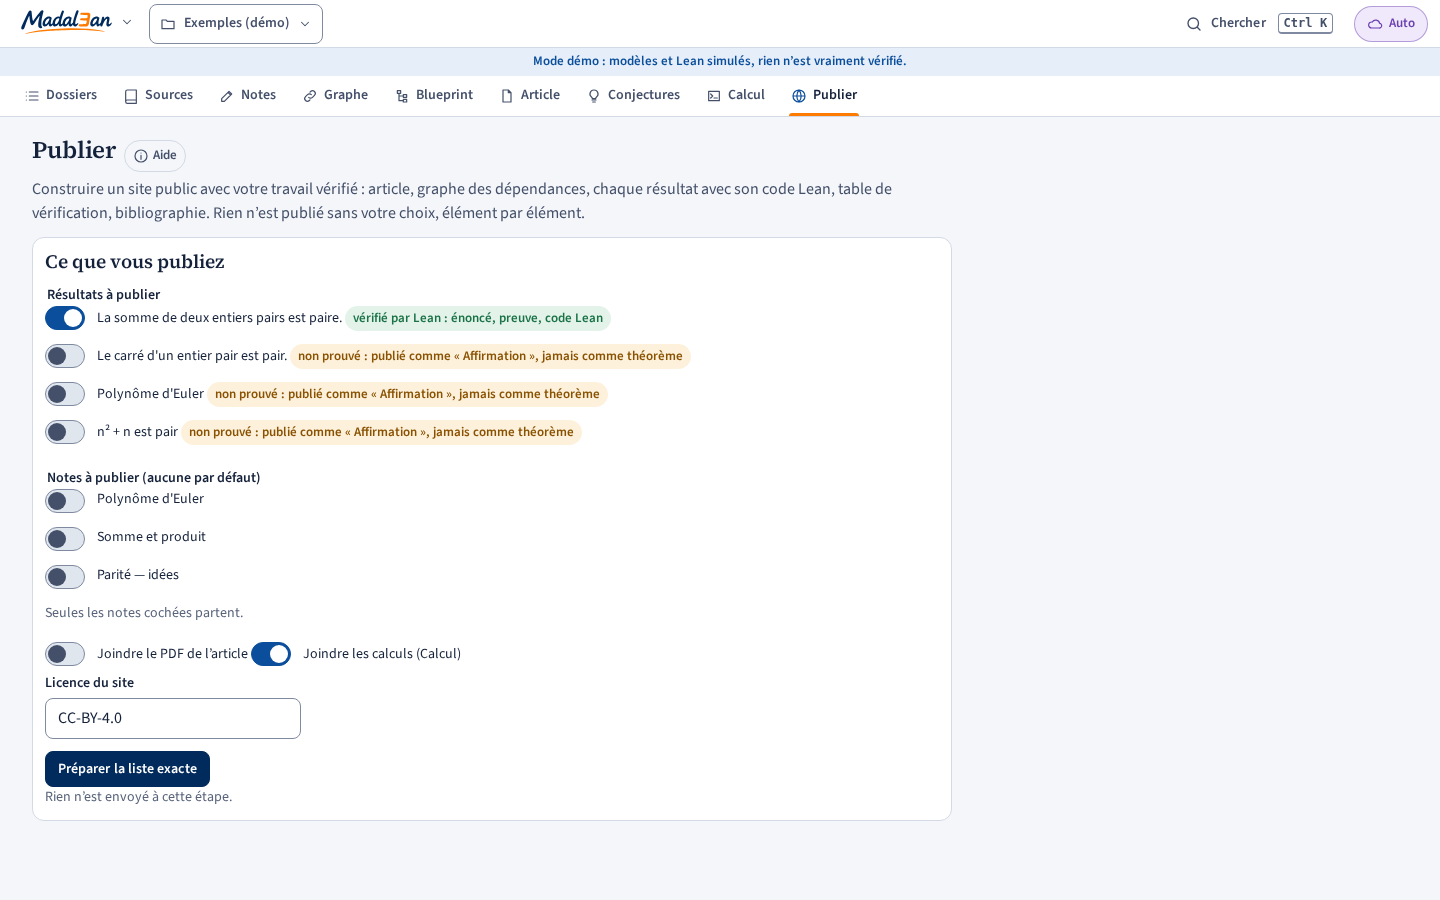 Madal3an
Exemples (démo)
Chercher
Ctrl K
Auto
Mode démo : modèles et Lean simulés, rien n’est vraiment vérifié.
Dossiers
Sources
Notes
Graphe
Blueprint
Article
Conjectures
Calcul
Publier
Publier
Aide
Construire un site public avec votre travail vérifié : article, graphe des dépendances, chaque résultat avec son code Lean, table de
vérification, bibliographie. Rien n’est publié sans votre choix, élément par élément.
Ce que vous publiez
Résultats à publier
La somme de deux entiers pairs est paire. vérifié par Lean : énoncé, preuve, code Lean
Le carré d'un entier pair est pair. non prouvé : publié comme « Affirmation », jamais comme théorème
Polynôme d'Euler non prouvé : publié comme « Affirmation », jamais comme théorème
n² + n est pair non prouvé : publié comme « Affirmation », jamais comme théorème
Notes à publier (aucune par défaut)
Polynôme d'Euler
Somme et produit
Parité — idées
Seules les notes cochées partent.
Joindre le PDF de l’article Joindre les calculs (Calcul)
Licence du site
CC-BY-4.0
Préparer la liste exacte
Rien n’est envoyé à cette étape.